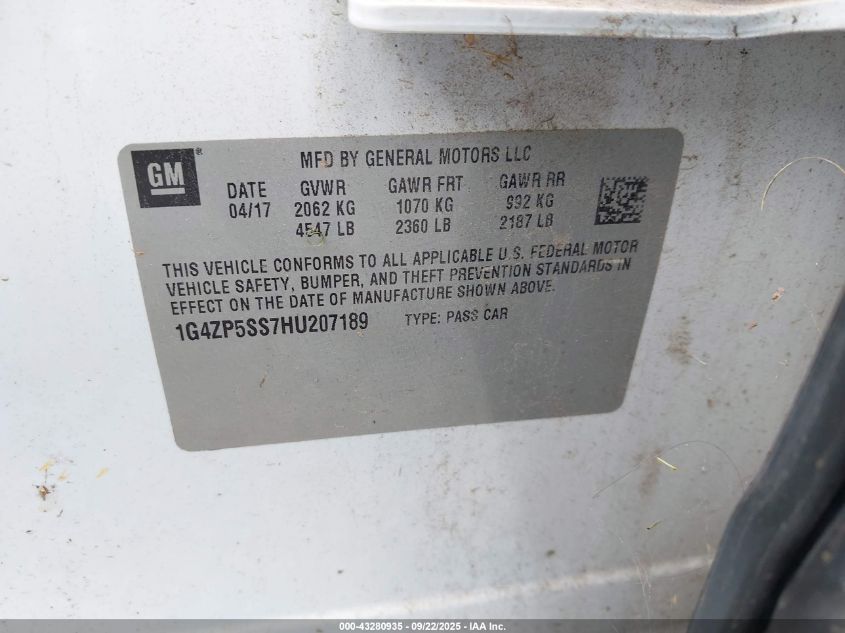 GM ®
MFD BY GENERAL MOTORS LLC
DATE GVWR GAWR FRT GAWR RR
04/17 2062 KG 1070 KG 992 KG
4547 LB 2360 LB 2187 LB
THIS VEHICLE CONFORMS TO ALL APPLICABLE U.S. FEDERAL MOTOR
VEHICLE SAFETY, BUMPER, AND THEFT PREVENTION STANDARDS IN
EFFECT ON THE DATE OF MANUFACTURE SHOWN ABOVE.
1G4ZP5SS7HU207189 TYPE: PASS CAR
000-43280935 - 09/22/2025 - IAA Inc.